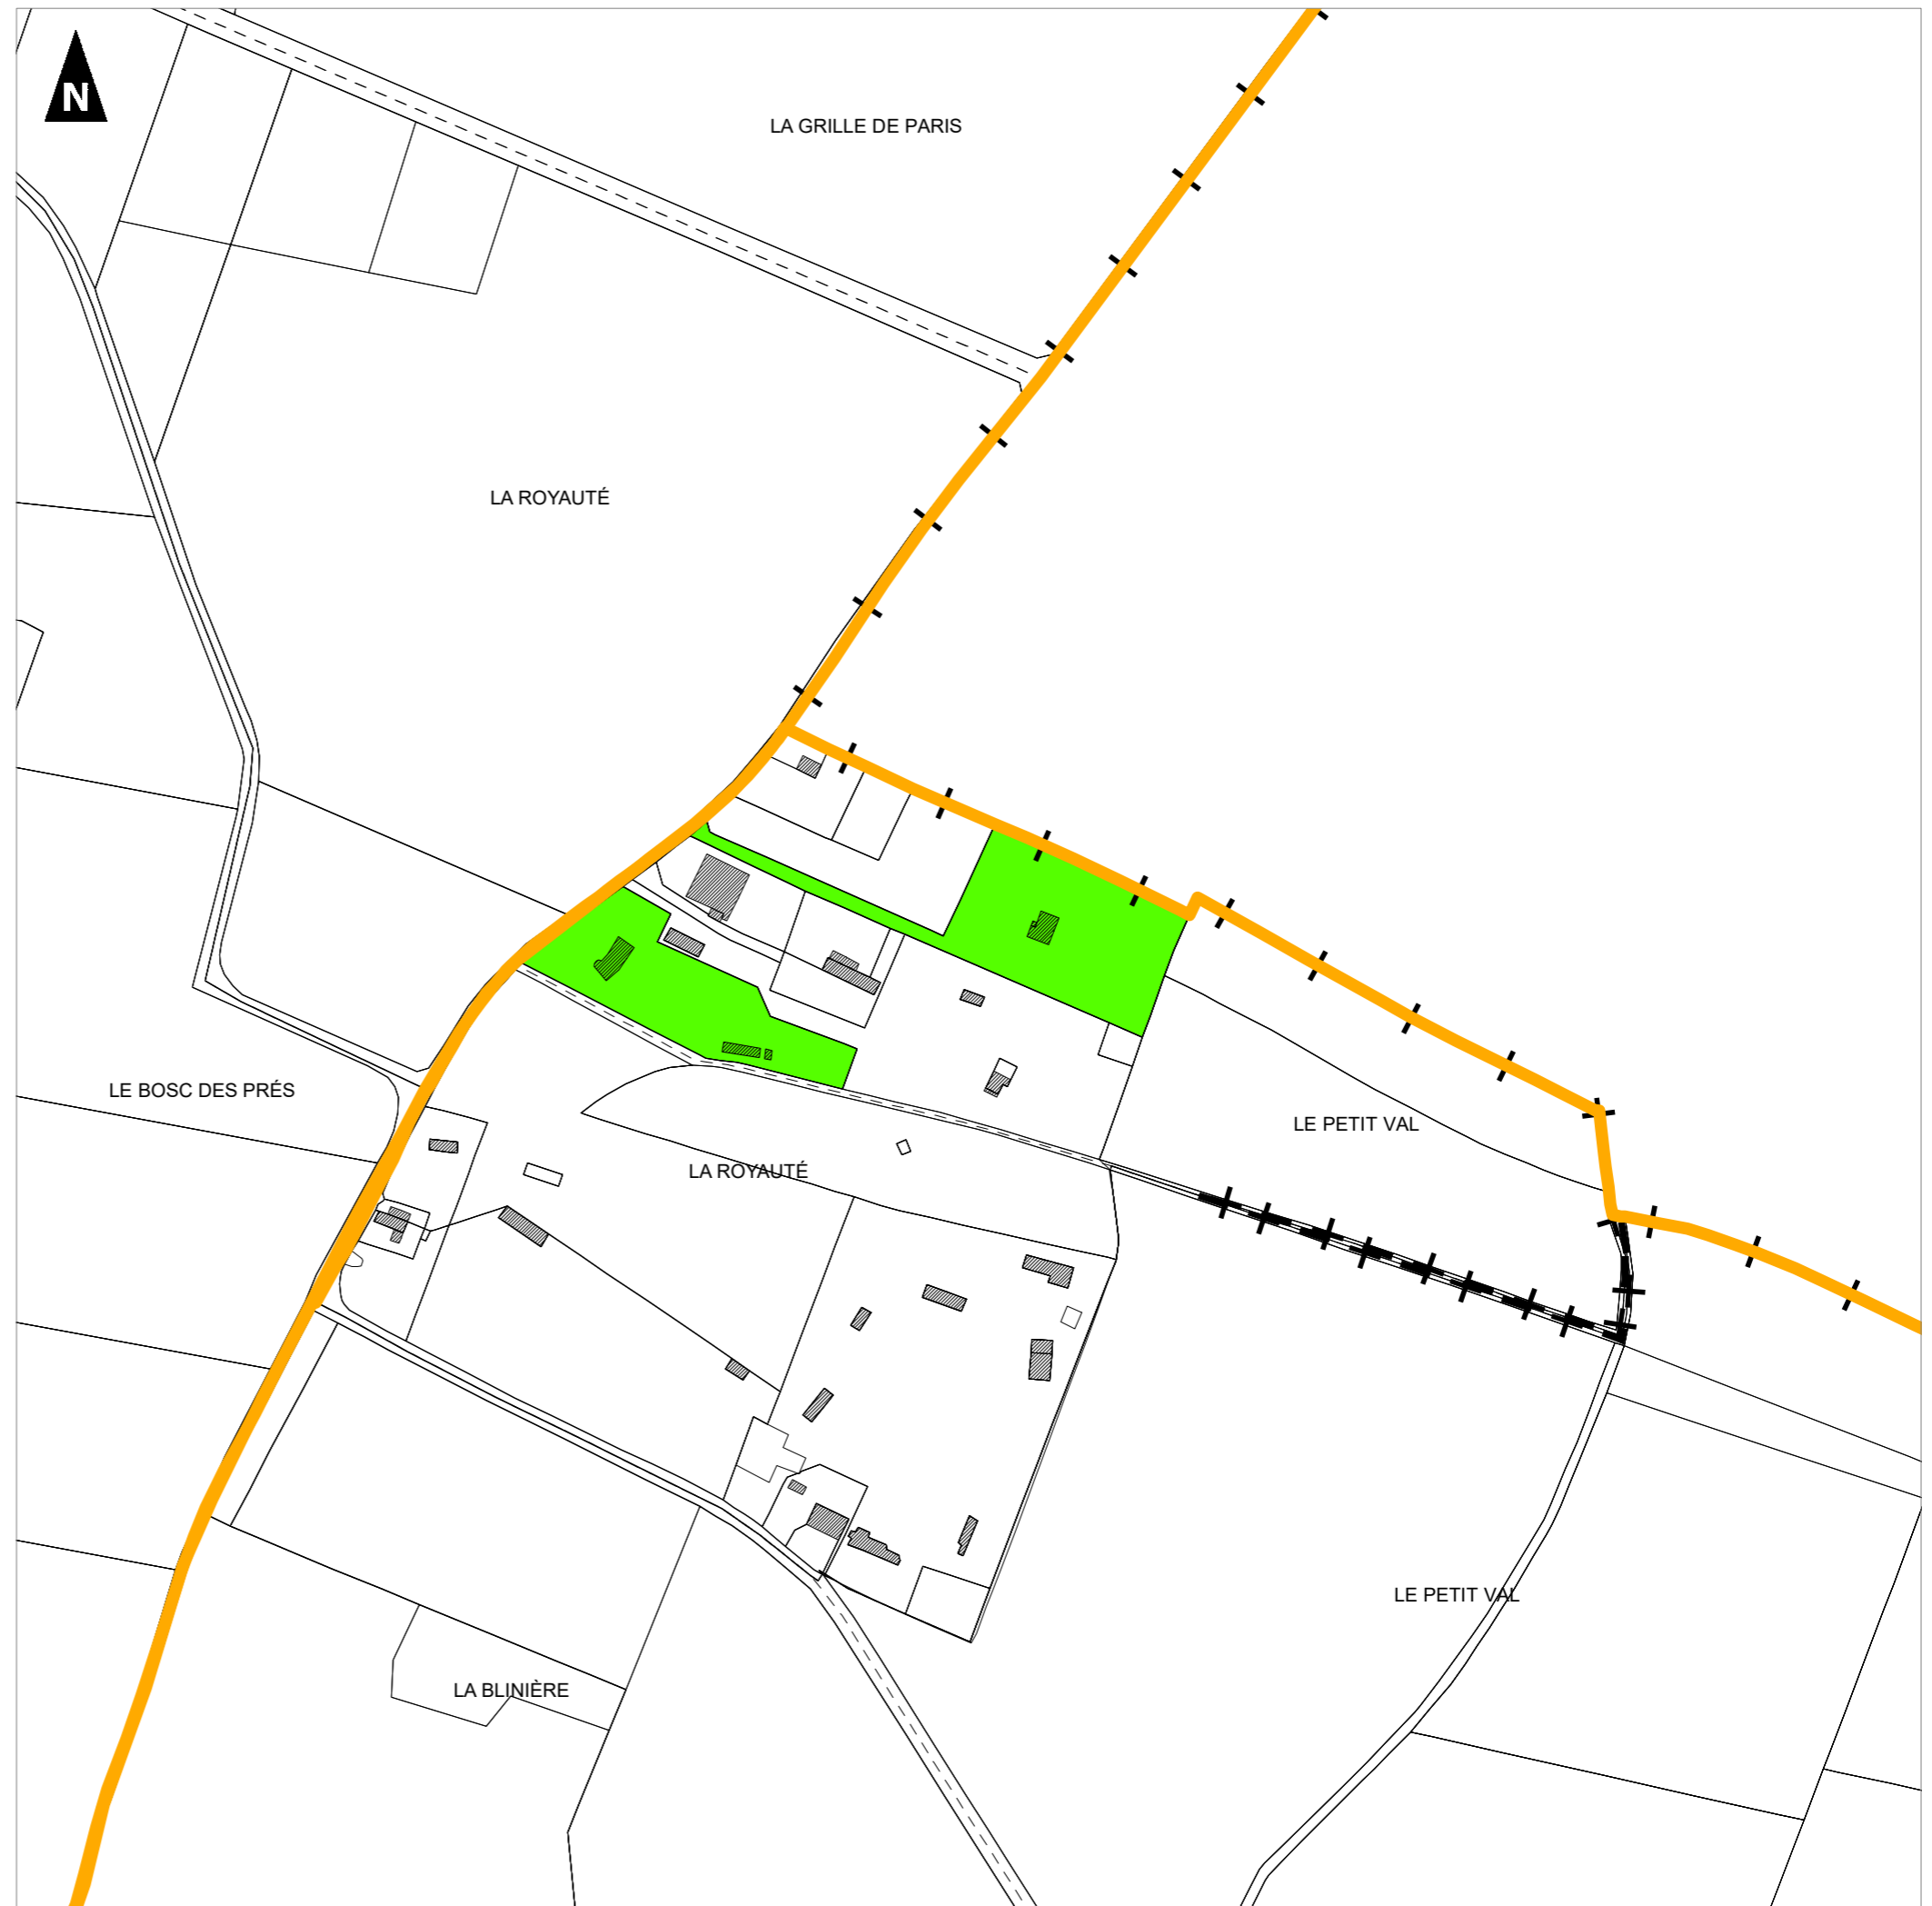 N
LA GRILLE DE PARIS
LA ROYAUTÉ
LE BOSC DES PRÉS
LE PETIT VAL
LA ROYAUTÉ
LE PETIT VAL
LA BLINIÈRE